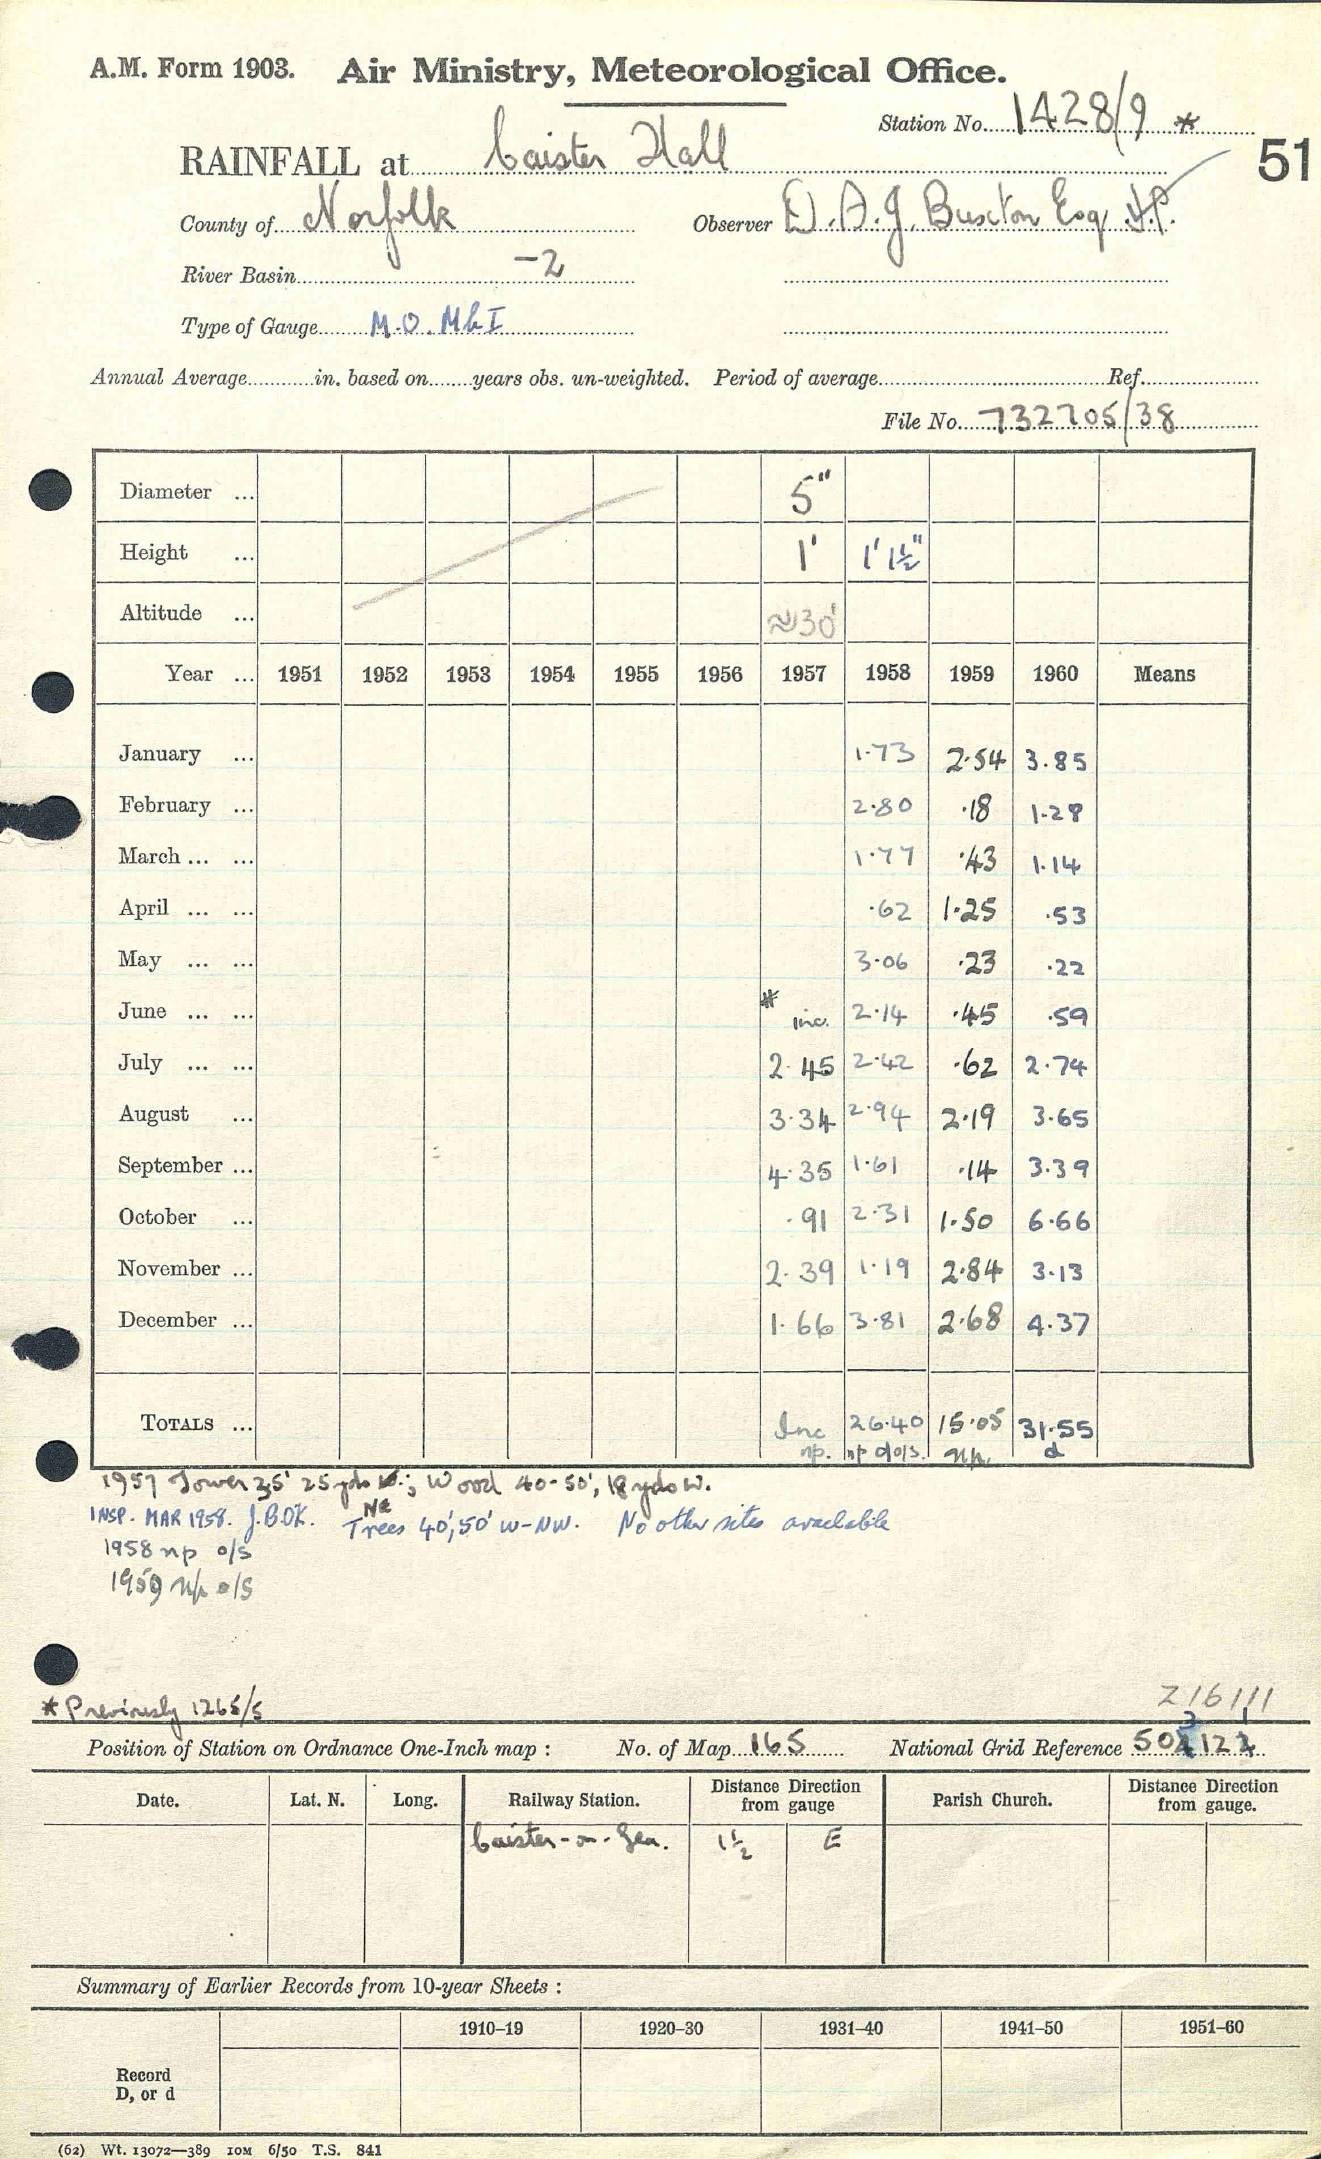 A.M. Form 1903. Air Ministry, Meteorological Office.
Station No. 1428/9 *
51
RAINFALL at Caister Hall
County of Norfolk Observer D.A.J. Buxton Esq. J.P.
River Basin -2
Type of Gauge M.O. Mk I
Annual Average in. based on years obs. un-weighted. Period of average Ref.
File No. 732705/38
Diameter ... 5"
Height ... 1' 1'1½"
Altitude ... ≈30'
Year ... 1951 1952 1953 1954 1955 1956 1957 1958 1959 1960 Means
January ... 1.73 2.54 3.85
February ... 2.80 .18 1.28
March ... ... 1.77 .43 1.14
April ... ... .62 1.25 .53
May ... ... 3.06 .23 .22
June ... ... * inc. 2.14 .45 .59
July ... ... 2.45 2.42 .62 2.74
August ... 3.34 2.94 2.19 3.65
September ... 4.35 1.61 .14 3.39
October ... .91 2.31 1.50 6.66
November ... 2.39 1.19 2.84 3.13
December ... 1.66 3.81 2.68 4.37
TOTALS ... Inc 26.40 15.05 31.55
np. np d o/s. np. d
1957 Tower 35' 25 yds NE; Wood 40-50', 18 yds W.
INSP. MAR 1958. J.B.OK. Trees 40', 50' W-NW. No other sites available
1958 np o/s
1959 np o/s
Z16111
* Previously 1265/5
Position of Station on Ordnance One-Inch map : No. of Map 165 National Grid Reference 503121
Date. Lat. N. Long. Railway Station. Distance Direction from gauge Parish Church. Distance Direction from gauge.
Caister-on-Sea. 1½ E
Summary of Earlier Records from 10-year Sheets :
1910–19 1920–30 1931–40 1941–50 1951–60
Record
D, or d
(62) Wt. 13072—389 10M 6/50 T.S. 841